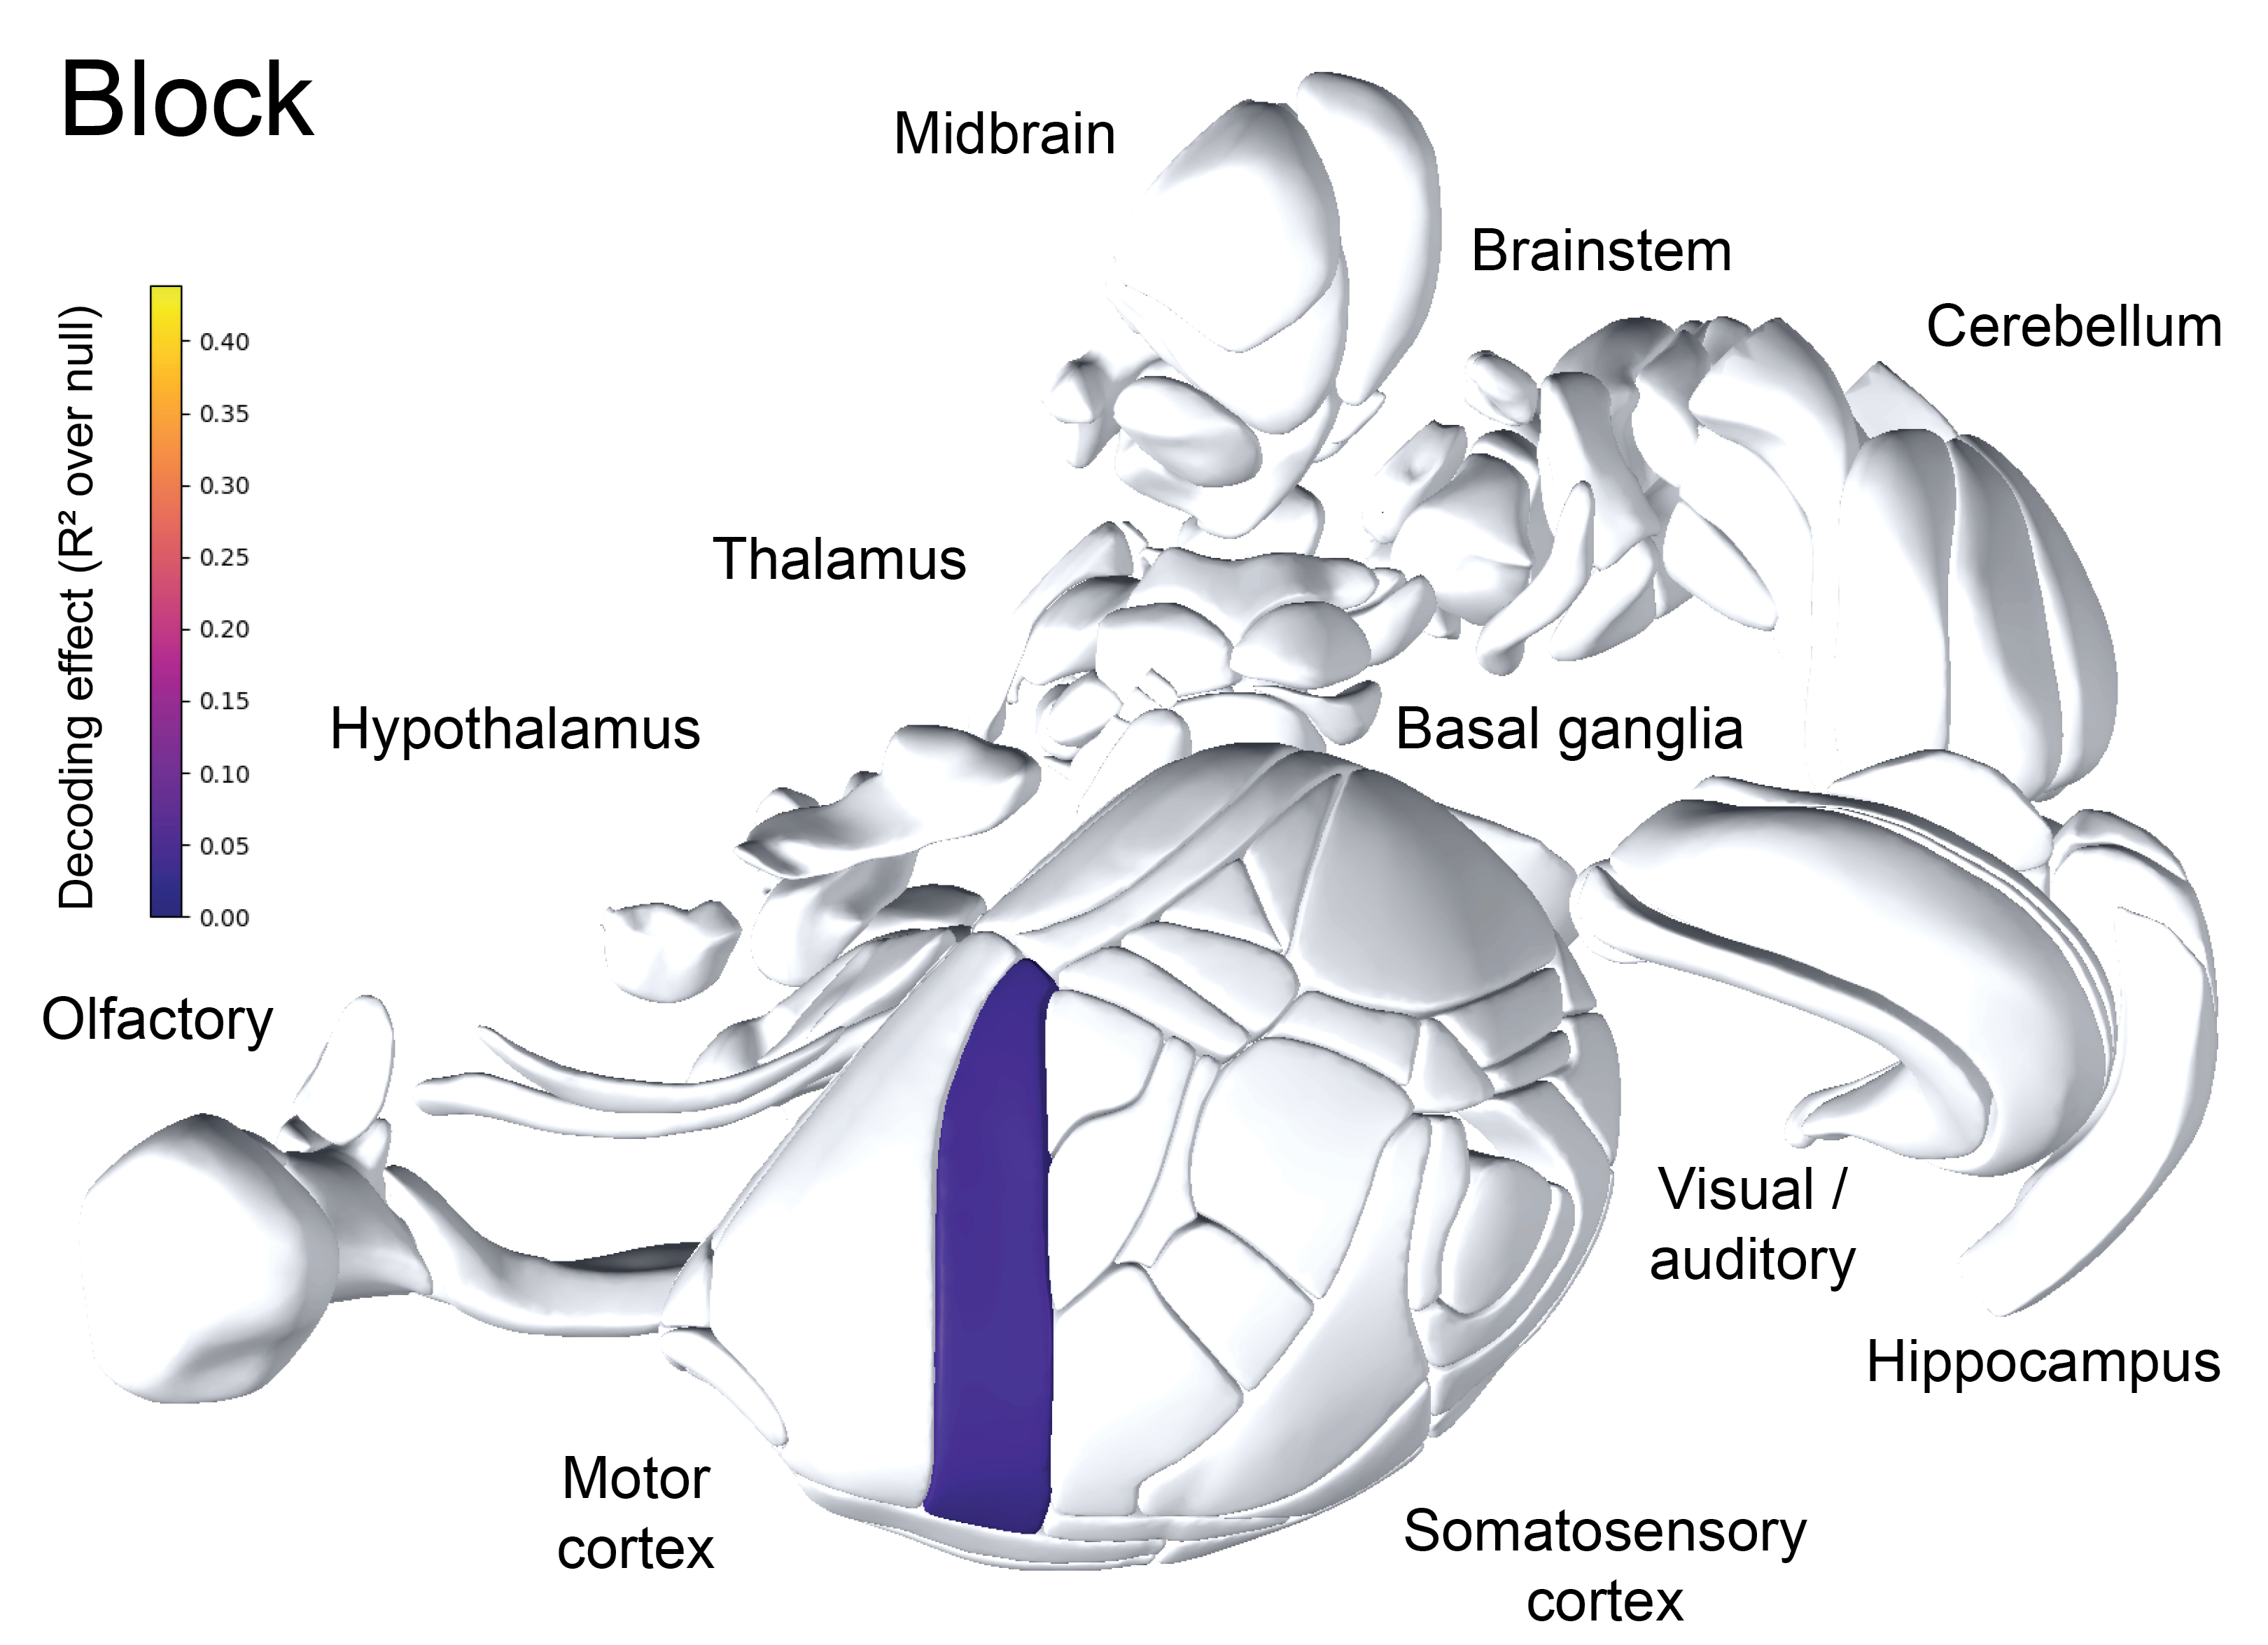 Block
Midbrain
Brainstem
Cerebellum
Decoding effect (R² over null)
0.40
0.35
0.30
0.25
0.20
0.15
0.10
0.05
0.00
Thalamus
Hypothalamus
Basal ganglia
Olfactory
Visual /
auditory
Hippocampus
Motor
cortex
Somatosensory
cortex